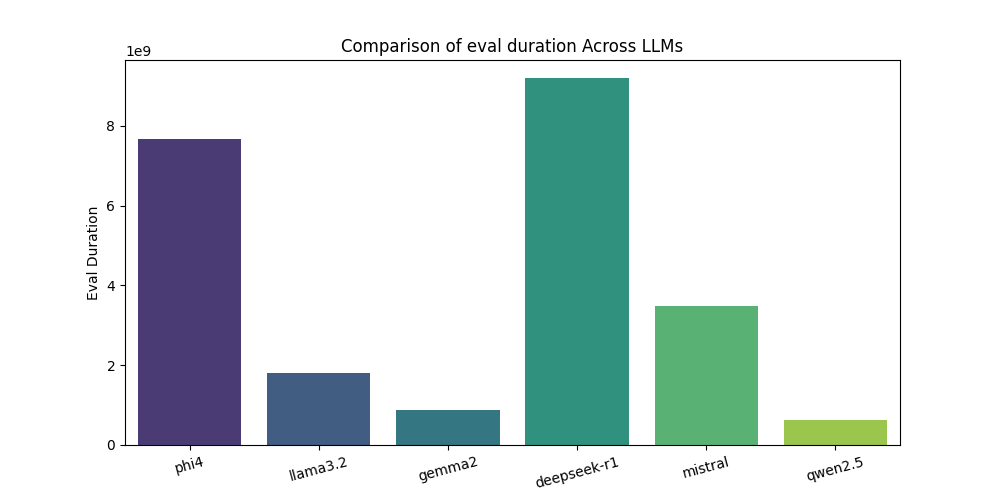 Comparison of eval duration Across LLMs
1e9
Eval Duration
8
6
4
2
0
phi4
llama3.2
gemma2
deepseek-r1
mistral
qwen2.5